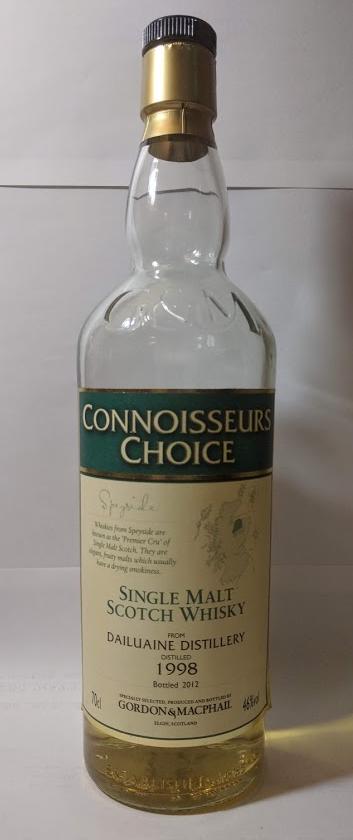 G&M
CONNOISSEURS
CHOICE
Speyside
Whiskies from Speyside are
known as the 'Premier Cru' of
Single Malt Scotch. They are
elegant, fruity malts which usually
have a drying smokiness.
SINGLE MALT
SCOTCH WHISKY
FROM
DAILUAINE DISTILLERY
DISTILLED
1998
Bottled 2012
70cl
SPECIALLY SELECTED, PRODUCED AND BOTTLED BY
GORDON&MACPHAIL
46%vol
ELGIN, SCOTLAND